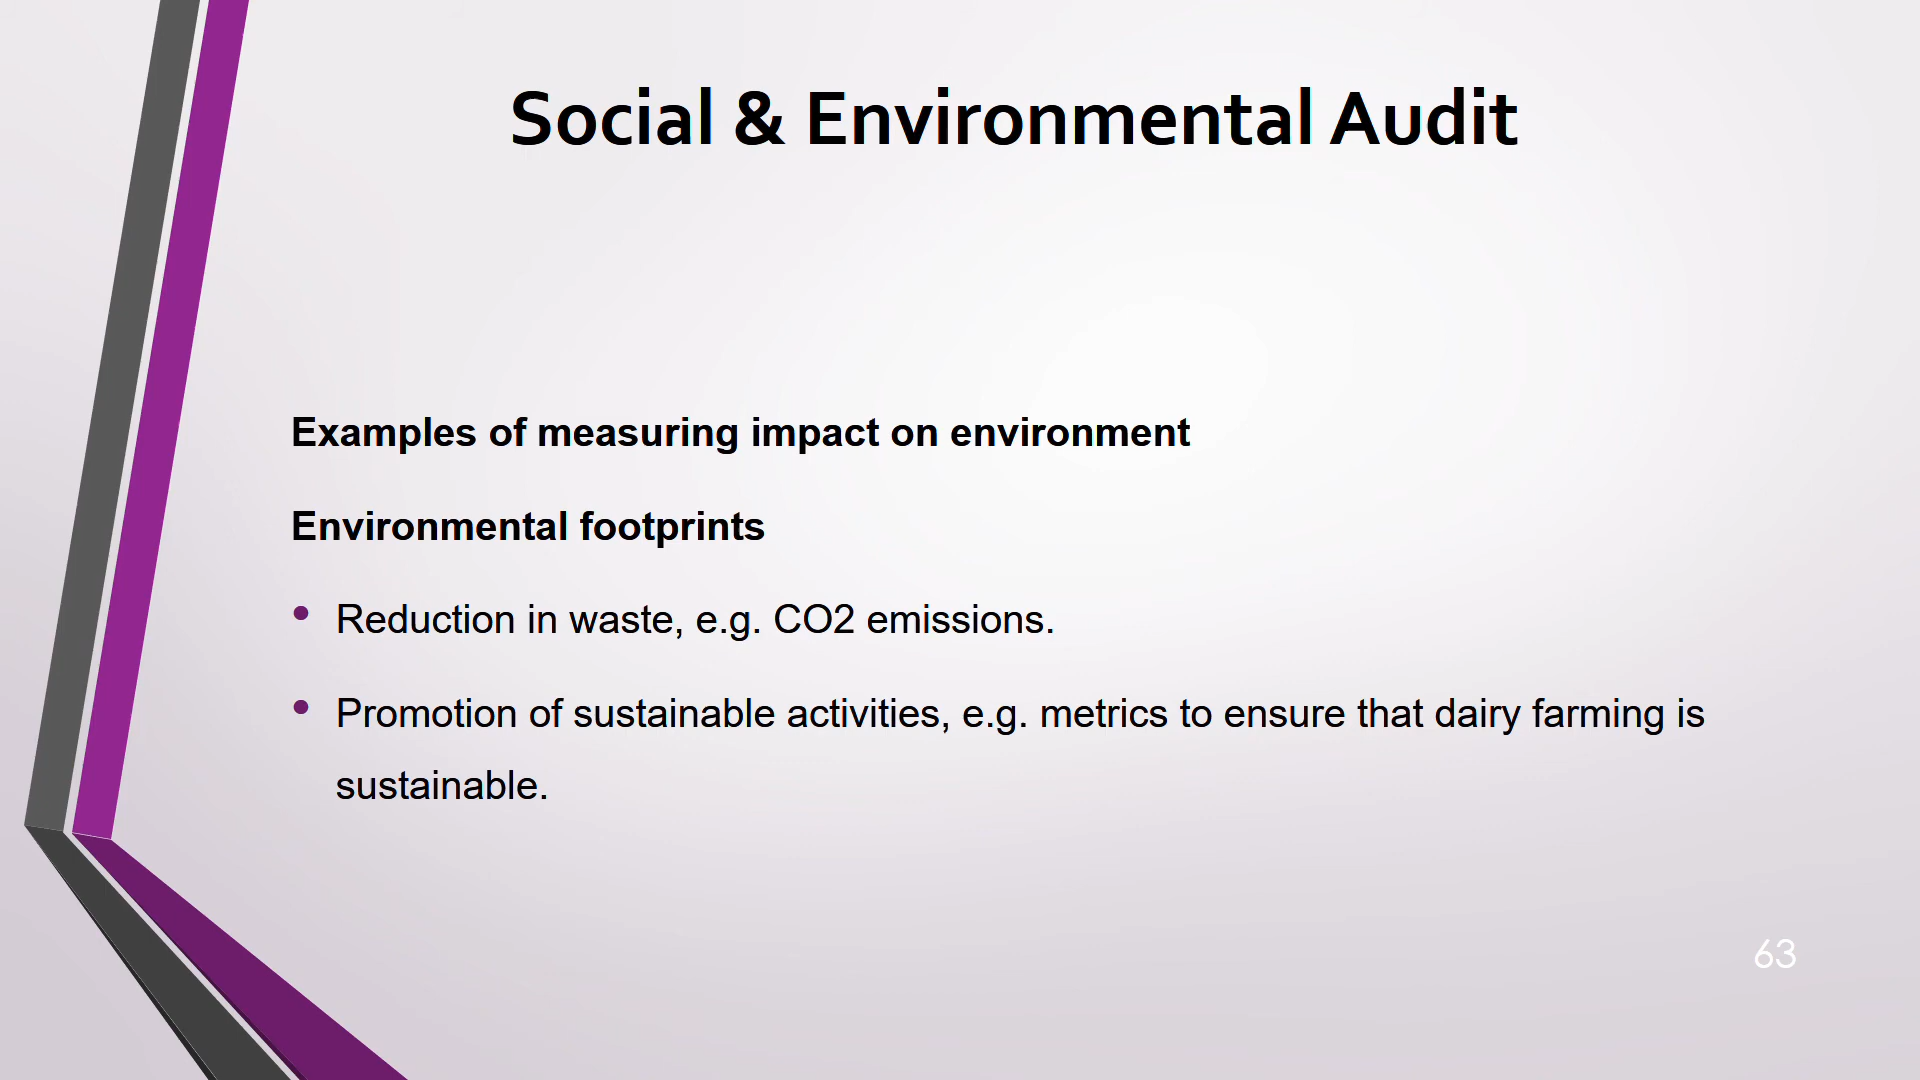 Social & Environmental Audit
Examples of measuring impact on environment
Environmental footprints
• Reduction in waste, e.g. CO2 emissions.
• Promotion of sustainable activities, e.g. metrics to ensure that dairy farming is
sustainable.
63